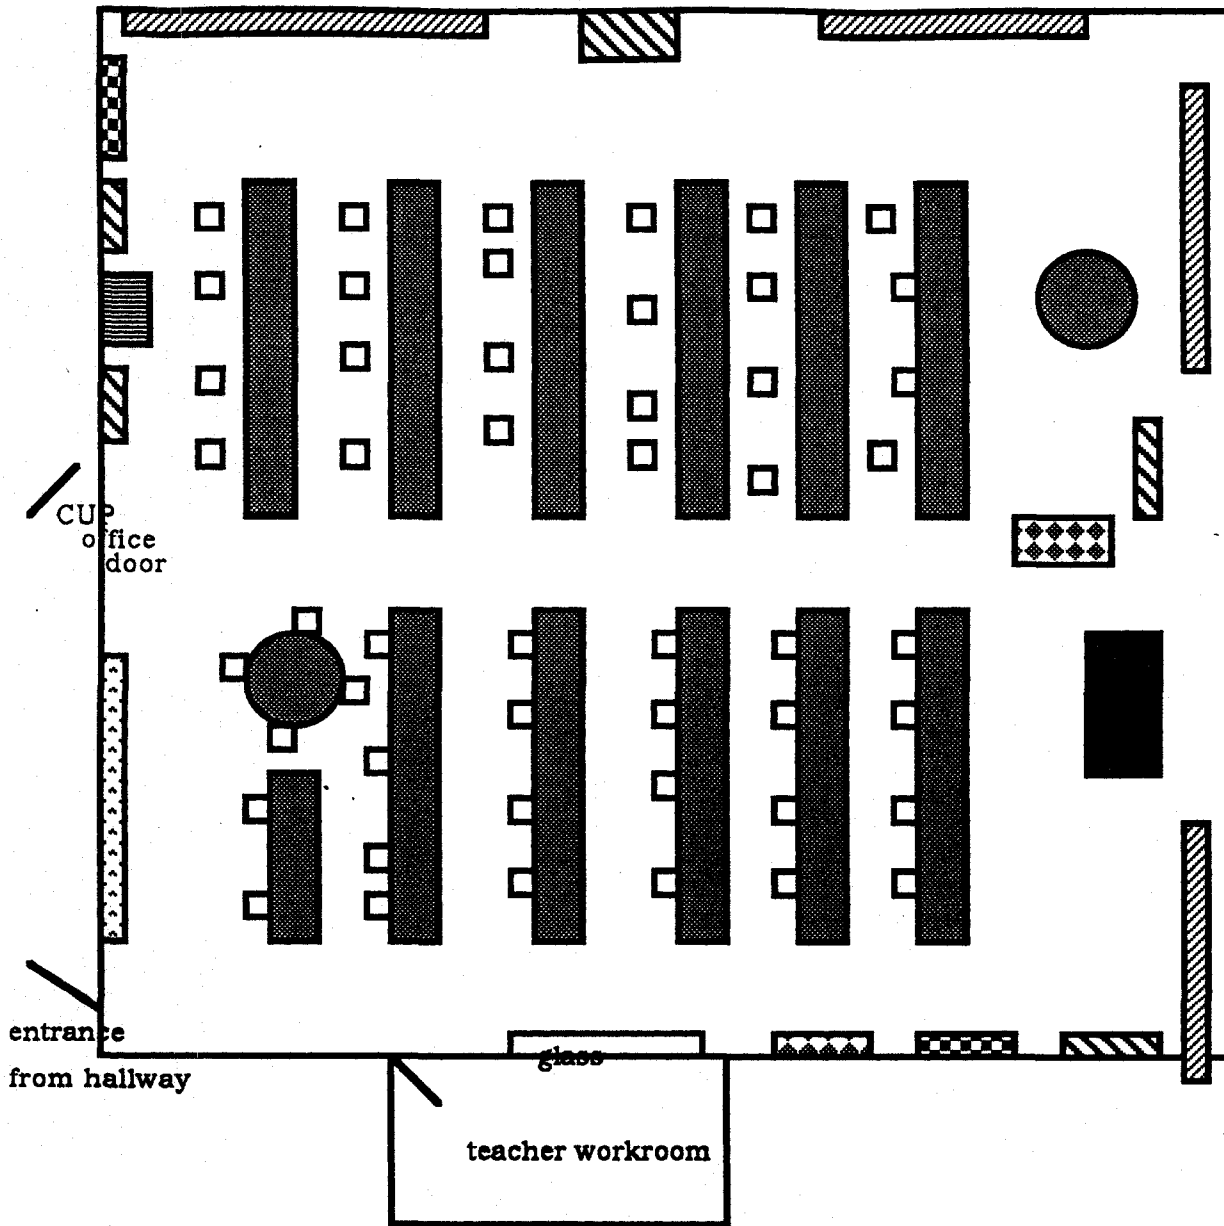 CUP
office
door
entrance
from hallway
glass
teacher workroom